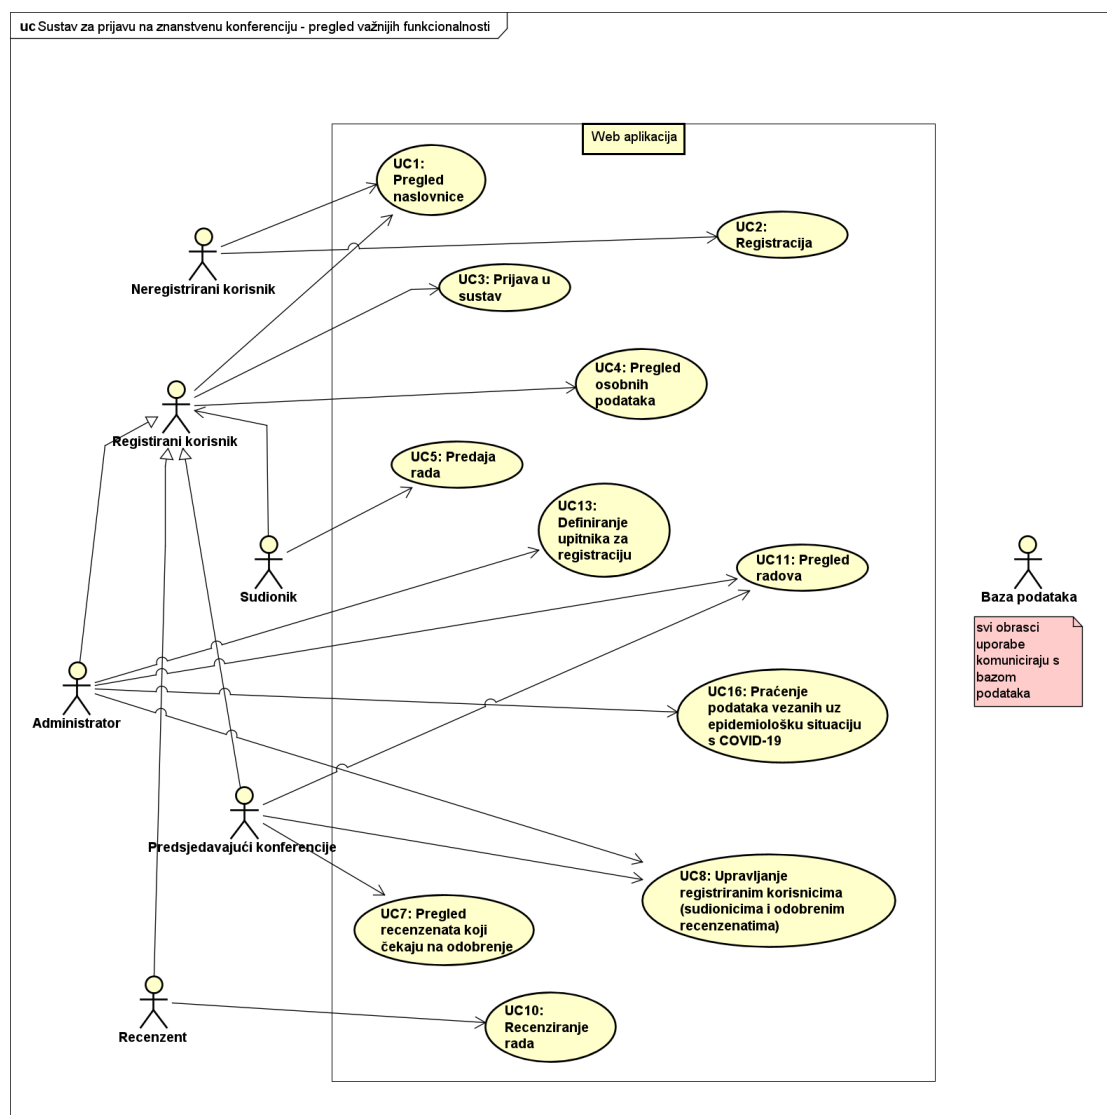 uc Sustav za prijavu na znanstvenu konferenciju - pregled važnijih funkcionalnosti
Web aplikacija
UC1:
Pregled
naslovnice
UC2:
Registracija
Neregistrirani korisnik
UC3: Prijava u
sustav
UC4: Pregled
osobnih
podataka
Registirani korisnik
UC5: Predaja
rada
UC13:
Definiranje
upitnika za
registraciju
UC11: Pregled
radova
Sudionik
Baza podataka
svi obrasci
uporabe
komuniciraju s
bazom
podataka
Administrator
UC16: Praćenje
podataka vezanih uz
epidemiološku situaciju
s COVID-19
Predsjedavajući konferencije
UC8: Upravljanje
registriranim korisnicima
(sudionicima i odobrenim
recenzentima)
UC7: Pregled
recenzenata koji
čekaju na odobrenje
Recenzent
UC10:
Recenziranje
rada